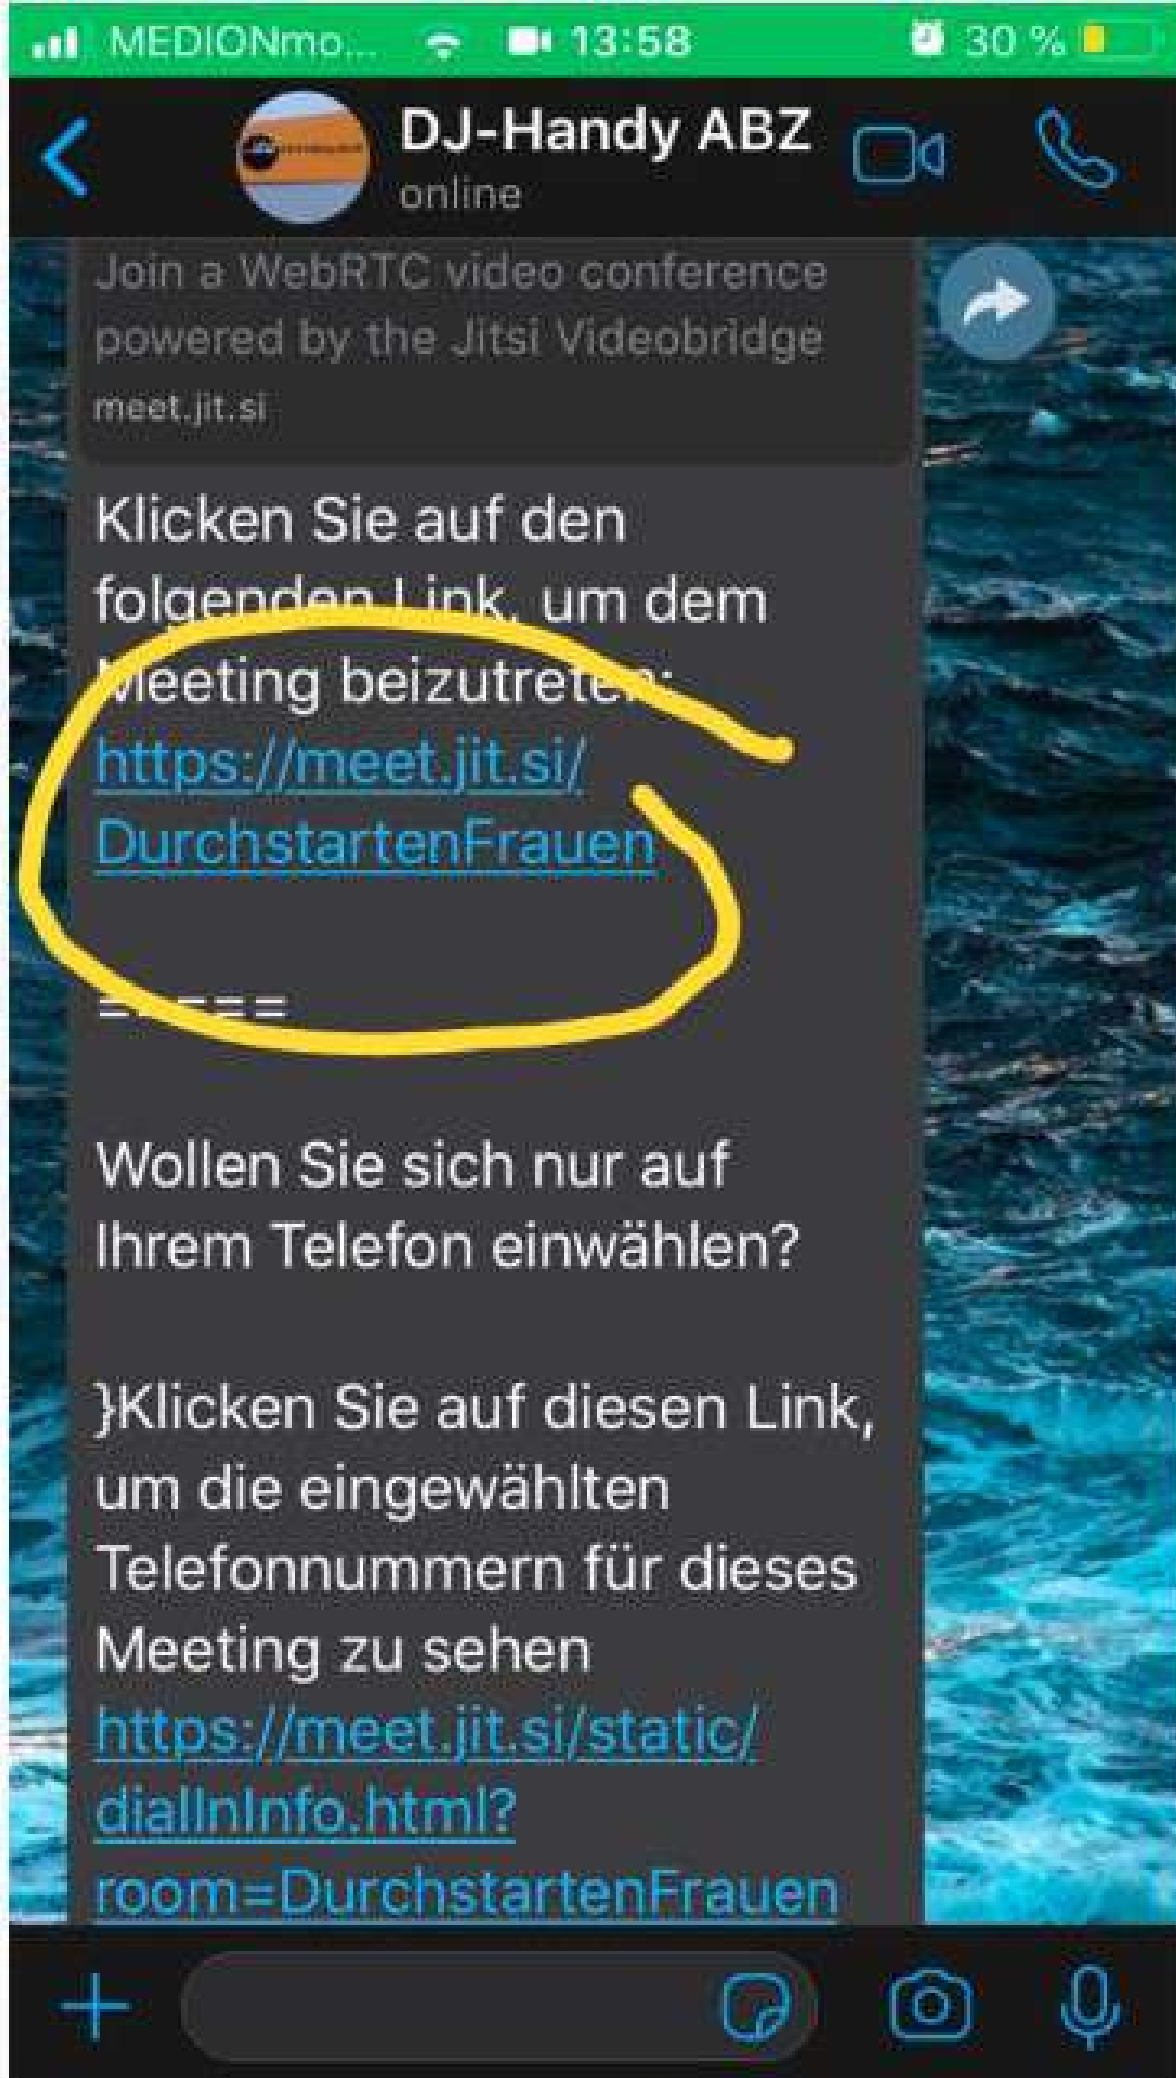 MEDIONmo... 13:58 30 %
DJ-Handy ABZ
online
Join a WebRTC video conference
powered by the Jitsi Videobridge
meet.jit.si
Klicken Sie auf den
folgenden Link, um dem
Meeting beizutreten:
https://meet.jit.si/
DurchstartenFrauen
=====
Wollen Sie sich nur auf
Ihrem Telefon einwählen?
}Klicken Sie auf diesen Link,
um die eingewählten
Telefonnummern für dieses
Meeting zu sehen
https://meet.jit.si/static/
dialInInfo.html?
room=DurchstartenFrauen